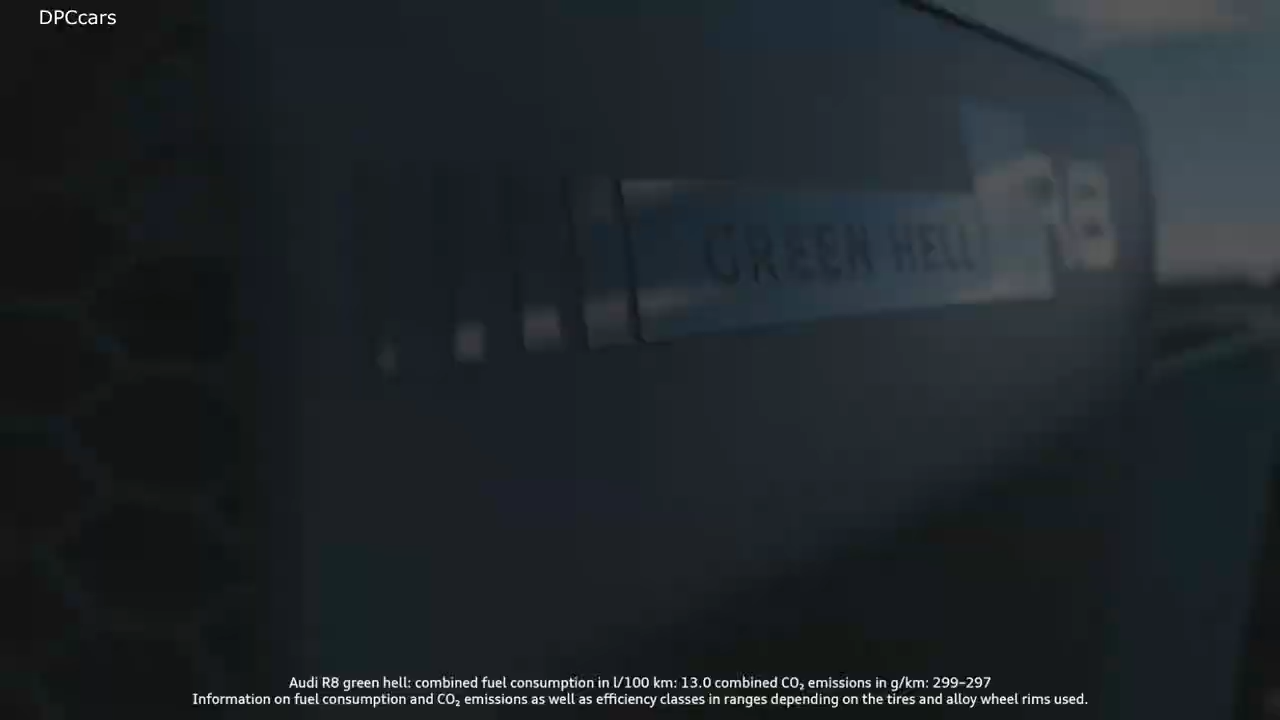 DPCcars
GREEN HELL
Audi R8 green hell: combined fuel consumption in l/100 km: 13.0 combined CO₂ emissions in g/km: 299–297
Information on fuel consumption and CO₂ emissions as well as efficiency classes in ranges depending on the tires and alloy wheel rims used.